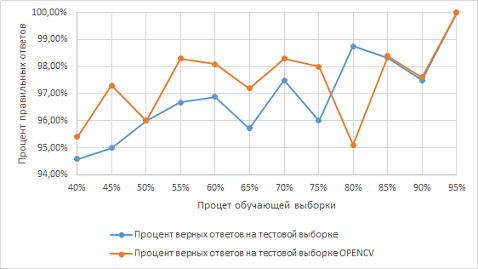 100,00%
99,00%
98,00%
97,00%
96,00%
95,00%
94,00%
Процент правильных ответов
40% 45% 50% 55% 60% 65% 70% 75% 80% 85% 90% 95%
Процет обучающей выборки
Процент верных ответов на тестовой выборке
Процент верных ответов на тестовой выборке OPENCV